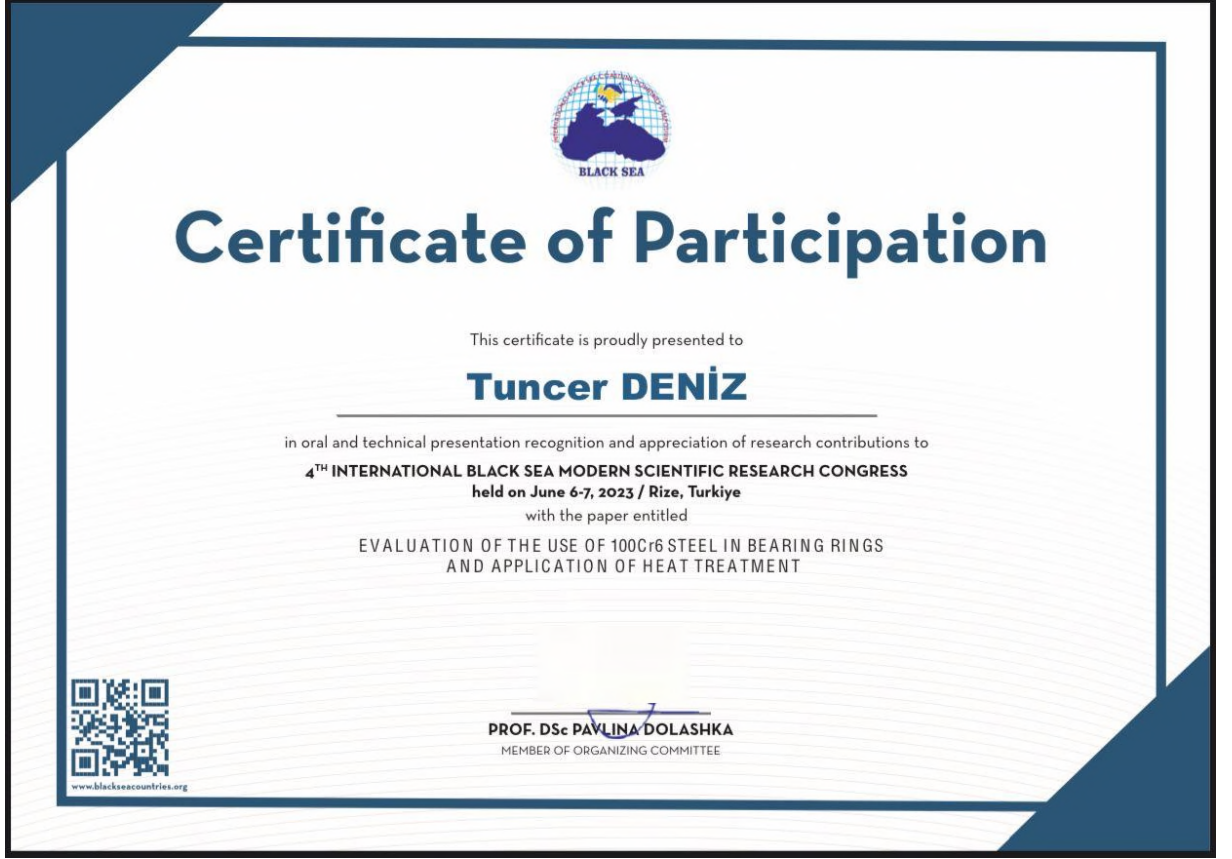 BLACK SEA
Certificate of Participation
This certificate is proudly presented to
Tuncer DENİZ
in oral and technical presentation recognition and appreciation of research contributions to
4TH INTERNATIONAL BLACK SEA MODERN SCIENTIFIC RESEARCH CONGRESS
held on June 6-7, 2023 / Rize, Turkiye
with the paper entitled
EVALUATION OF THE USE OF 100Cr6 STEEL IN BEARING RINGS
AND APPLICATION OF HEAT TREATMENT
PROF. DSc PAVLINA DOLASHKA
MEMBER OF ORGANIZING COMMITTEE
www.blackseacountries.org